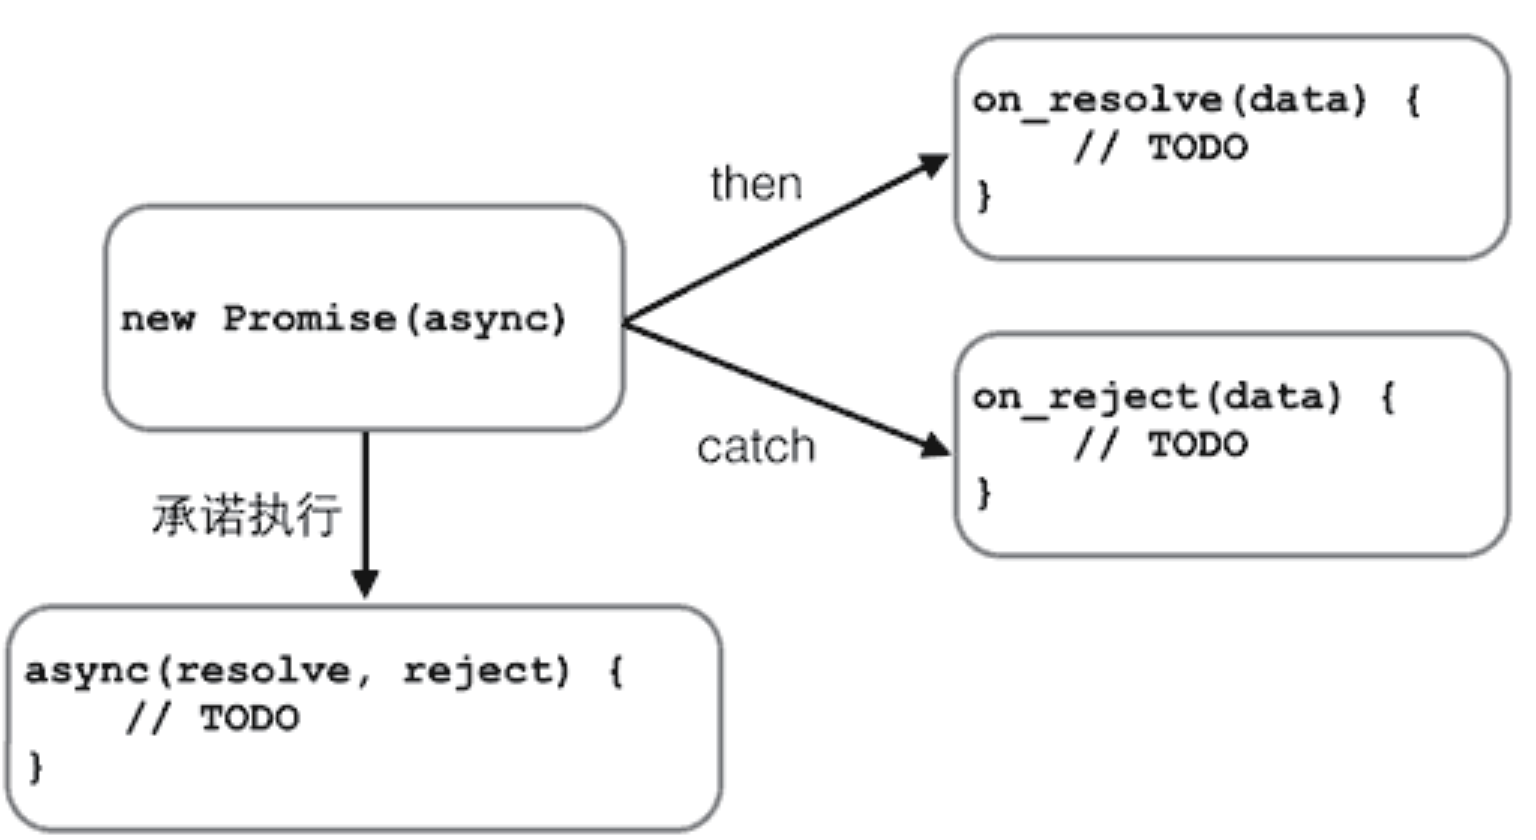 on_resolve(data) {
// TODO
}
then
new Promise(async)
on_reject(data) {
// TODO
}
catch
承诺执行
async(resolve, reject) {
// TODO
}